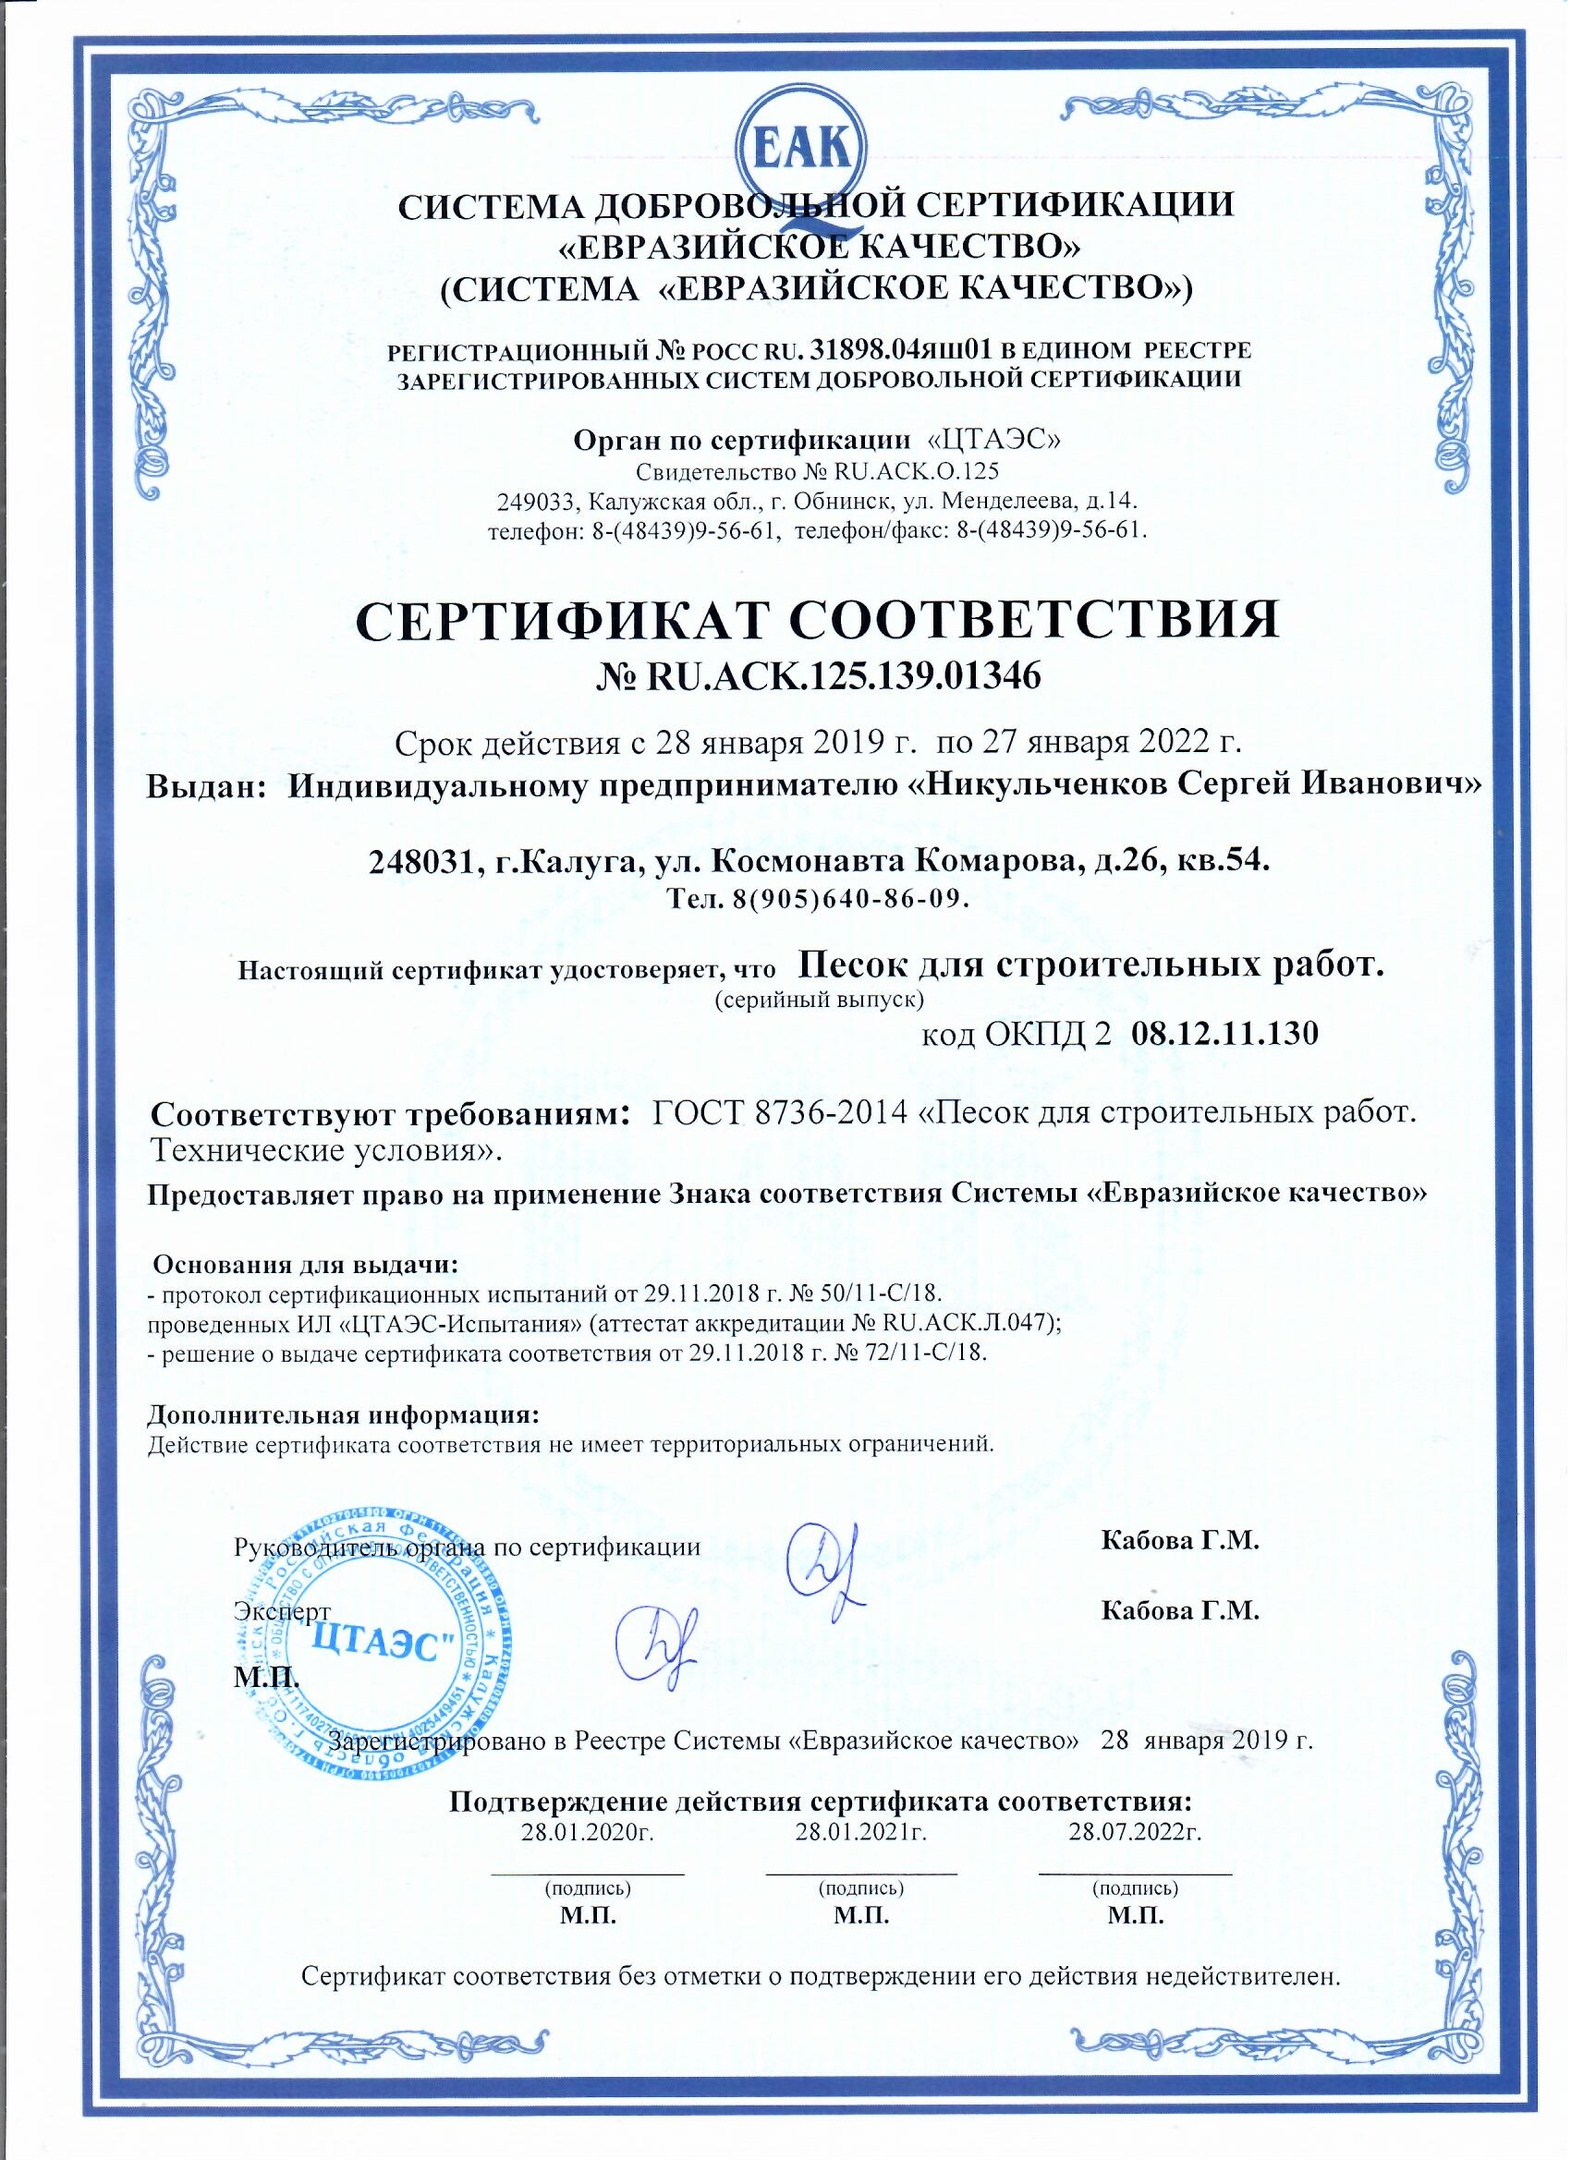 ЕАК
СИСТЕМА ДОБРОВОЛЬНОЙ СЕРТИФИКАЦИИ
«ЕВРАЗИЙСКОЕ КАЧЕСТВО»
(СИСТЕМА «ЕВРАЗИЙСКОЕ КАЧЕСТВО»)
РЕГИСТРАЦИОННЫЙ № РОСС RU. 31898.04ЯШ01 В ЕДИНОМ РЕЕСТРЕ
ЗАРЕГИСТРИРОВАННЫХ СИСТЕМ ДОБРОВОЛЬНОЙ СЕРТИФИКАЦИИ
Орган по сертификации «ЦТАЭС»
Свидетельство № RU.АСК.О.125
249033, Калужская обл., г. Обнинск, ул. Менделеева, д.14.
телефон: 8-(48439)9-56-61, телефон/факс: 8-(48439)9-56-61.
СЕРТИФИКАТ СООТВЕТСТВИЯ
№ RU.АСК.125.139.01346
Срок действия с 28 января 2019 г. по 27 января 2022 г.
Выдан: Индивидуальному предпринимателю «Никульченков Сергей Иванович»
248031, г.Калуга, ул. Космонавта Комарова, д.26, кв.54.
Тел. 8(905)640-86-09.
Настоящий сертификат удостоверяет, что Песок для строительных работ.
(серийный выпуск)
код ОКПД 2 08.12.11.130
Соответствуют требованиям: ГОСТ 8736-2014 «Песок для строительных работ.
Технические условия».
Предоставляет право на применение Знака соответствия Системы «Евразийское качество»
Основания для выдачи:
- протокол сертификационных испытаний от 29.11.2018 г. № 50/11-С/18.
проведенных ИЛ «ЦТАЭС-Испытания» (аттестат аккредитации № RU.АСК.Л.047);
- решение о выдаче сертификата соответствия от 29.11.2018 г. № 72/11-С/18.
Дополнительная информация:
Действие сертификата соответствия не имеет территориальных ограничений.
Руководитель органа по сертификации Кабова Г.М.
Эксперт Кабова Г.М.
"ЦТАЭС"
Российская Федерация * Калужская область
ОБЩЕСТВО С ОГРАНИЧЕННОЙ ОТВЕТСТВЕННОСТЬЮ
М.П.
Зарегистрировано в Реестре Системы «Евразийское качество» 28 января 2019 г.
Подтверждение действия сертификата соответствия:
28.01.2020г. 28.01.2021г. 28.07.2022г.
(подпись) (подпись) (подпись)
М.П. М.П. М.П.
Сертификат соответствия без отметки о подтверждении его действия недействителен.